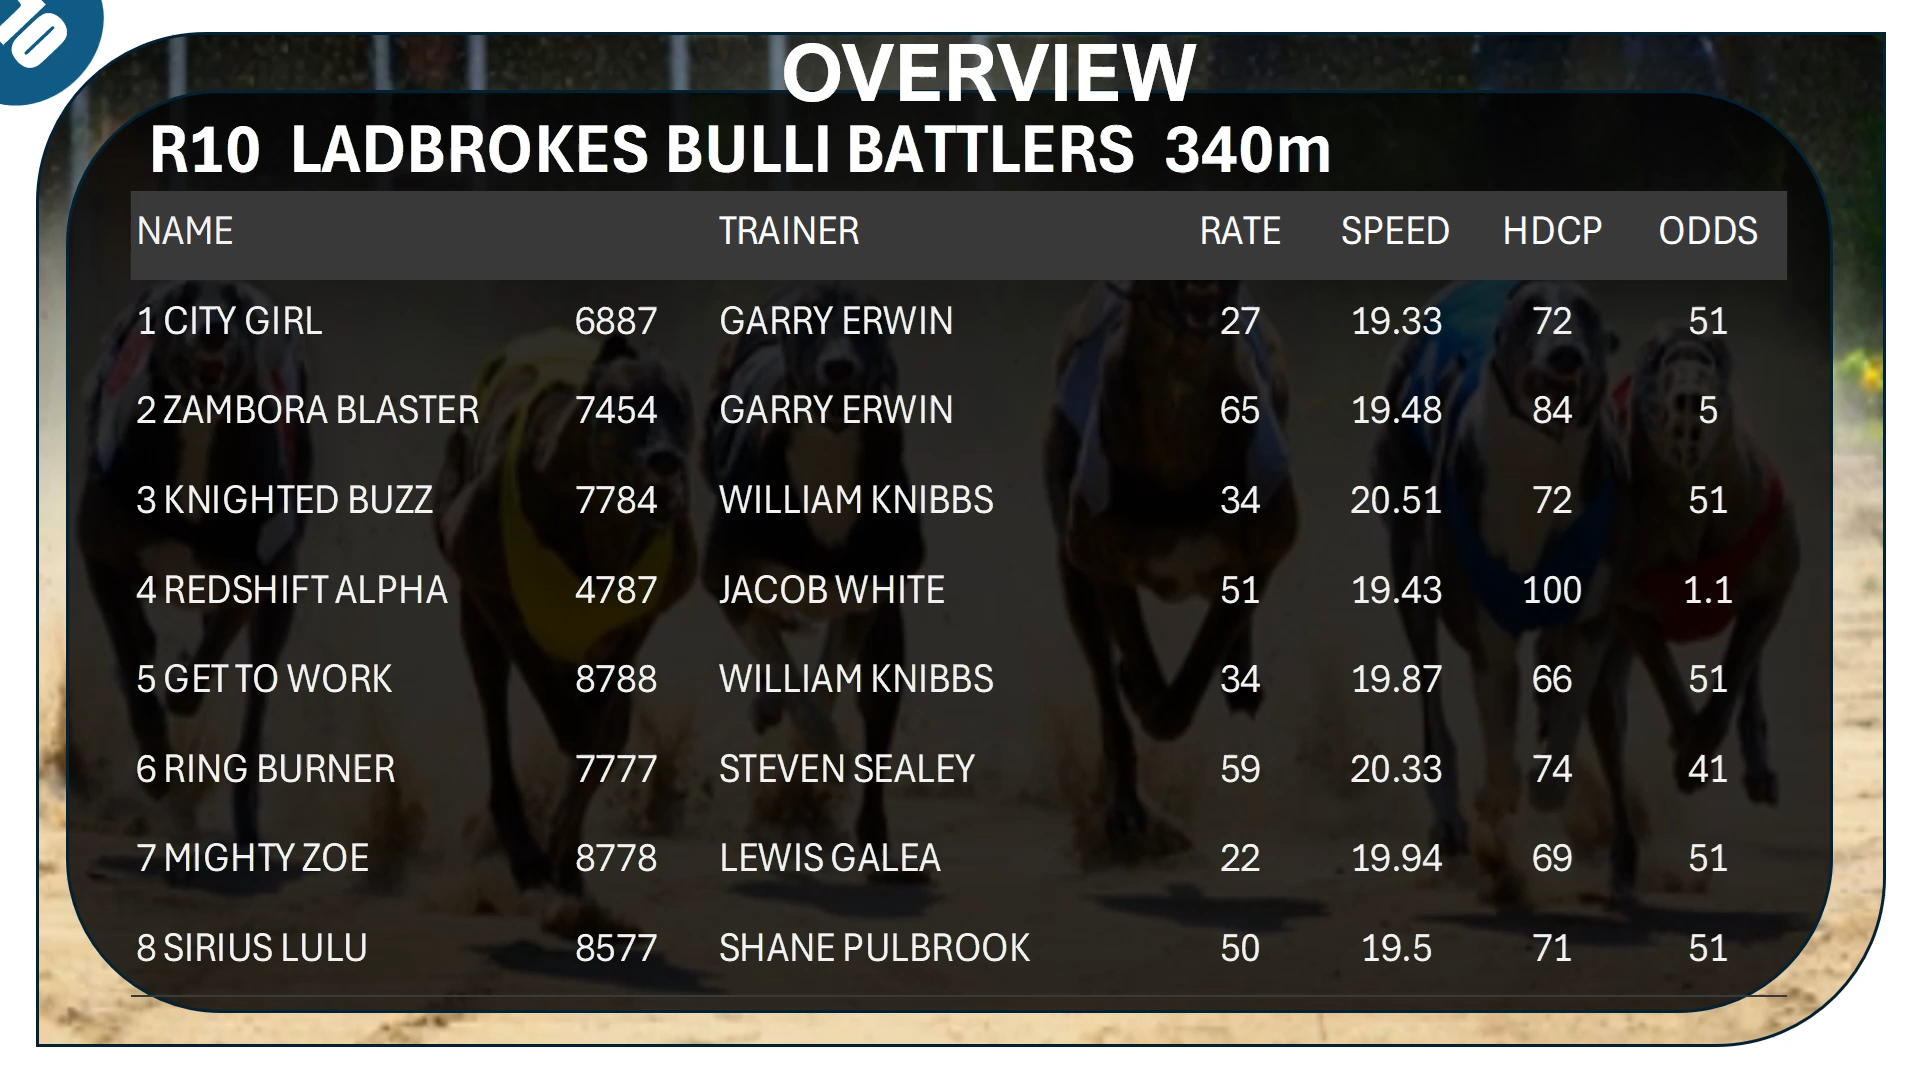 10
OVERVIEW
R10 LADBROKES BULLI BATTLERS 340m
NAME TRAINER RATE SPEED HDCP ODDS
1 CITY GIRL 6887 GARRY ERWIN 27 19.33 72 51
2 ZAMBORA BLASTER 7454 GARRY ERWIN 65 19.48 84 5
3 KNIGHTED BUZZ 7784 WILLIAM KNIBBS 34 20.51 72 51
4 REDSHIFT ALPHA 4787 JACOB WHITE 51 19.43 100 1.1
5 GET TO WORK 8788 WILLIAM KNIBBS 34 19.87 66 51
6 RING BURNER 7777 STEVEN SEALEY 59 20.33 74 41
7 MIGHTY ZOE 8778 LEWIS GALEA 22 19.94 69 51
8 SIRIUS LULU 8577 SHANE PULBROOK 50 19.5 71 51